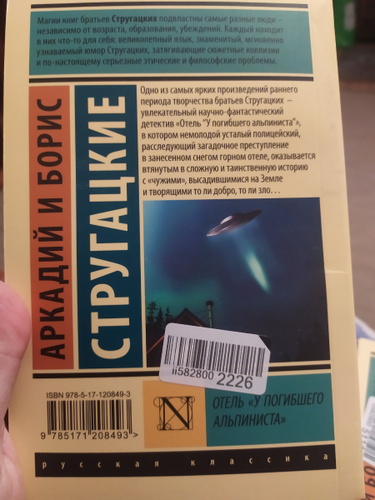 Магии книг братьев Стругацких подвластны самые разные люди –
независимо от возраста, образования, убеждений. Каждый находит
в них что-то для себя: великолепный язык, знаменитый, мгновенно
узнаваемый юмор Стругацких, затягивающие сюжетные коллизии
и по-настоящему серьезные этические и философские проблемы.
АРКАДИЙ И БОРИС
СТРУГАЦКИЕ
Одно из самых ярких произведений раннего
периода творчества братьев Стругацких –
увлекательный научно-фантастический
детектив «Отель "У погибшего альпиниста"»,
в котором немолодой усталый полицейский,
расследующий загадочное преступление
в занесенном снегом горном отеле, оказывается
втянутым в сложную и таинственную историю
с «чужими», высадившимися на Земле
и творящими то ли добро, то ли зло…
ii582800 2226
ISBN 978-5-17-120849-3
9 785171 208493 >
N
ОТЕЛЬ «У ПОГИБШЕГО
АЛЬПИНИСТА»
русская классика